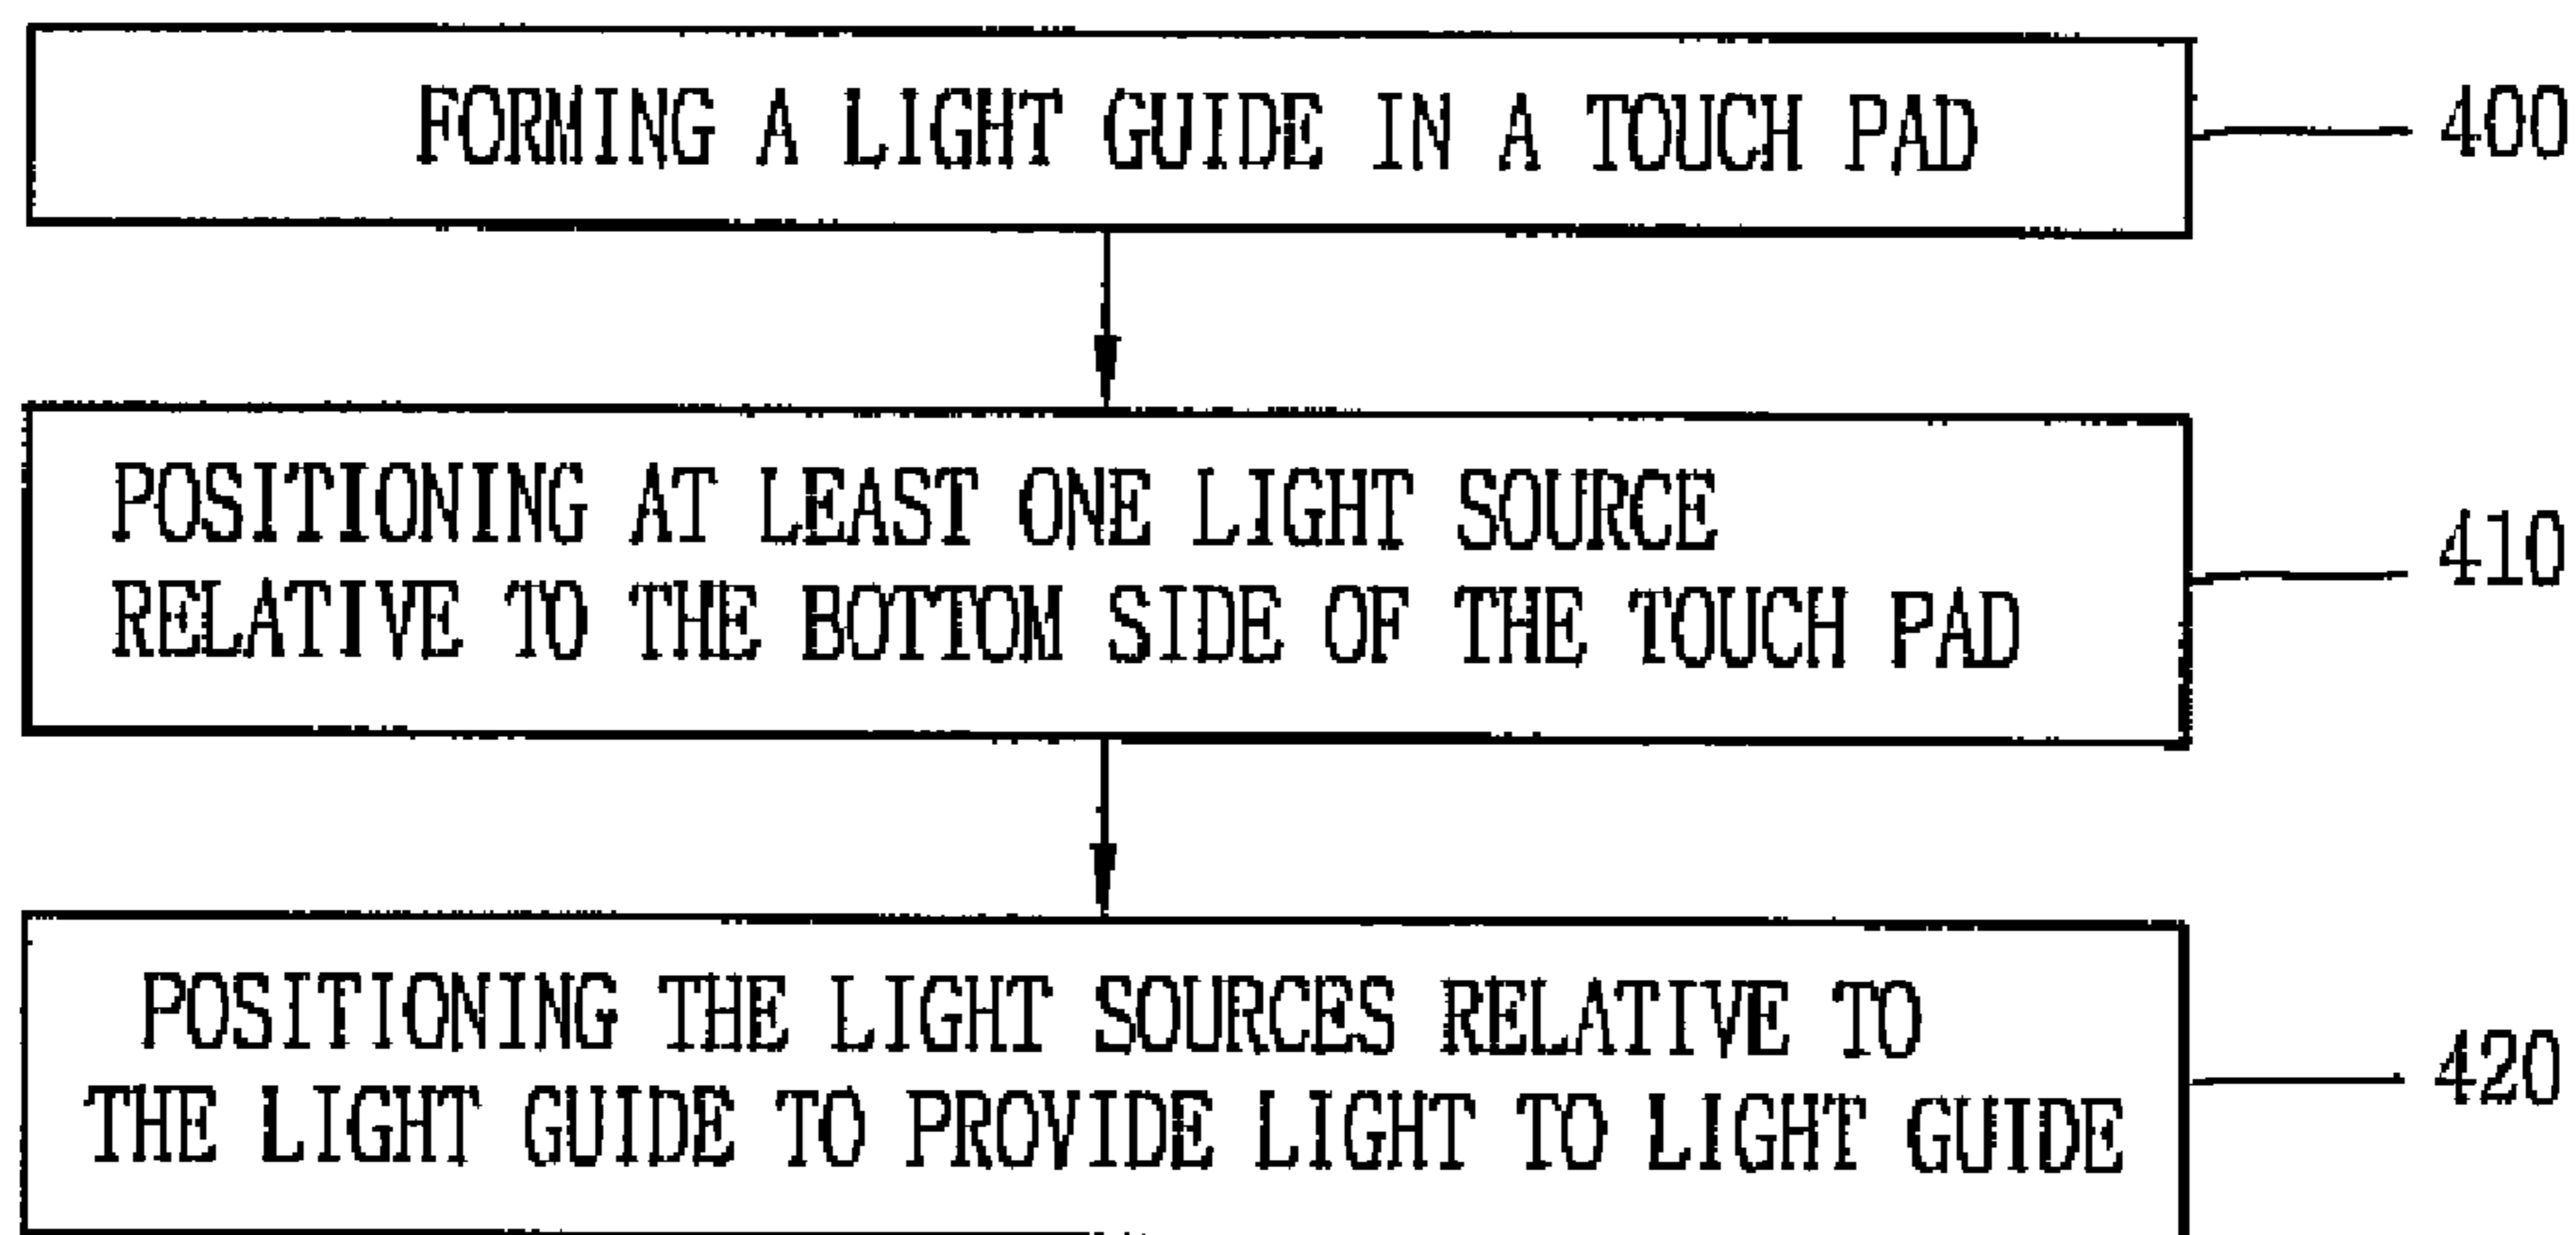 FORMING A LIGHT GUIDE IN A TOUCH PAD
400
POSITIONING AT LEAST ONE LIGHT SOURCE
RELATIVE TO THE BOTTOM SIDE OF THE TOUCH PAD
410
POSITIONING THE LIGHT SOURCES RELATIVE TO
THE LIGHT GUIDE TO PROVIDE LIGHT TO LIGHT GUIDE
420